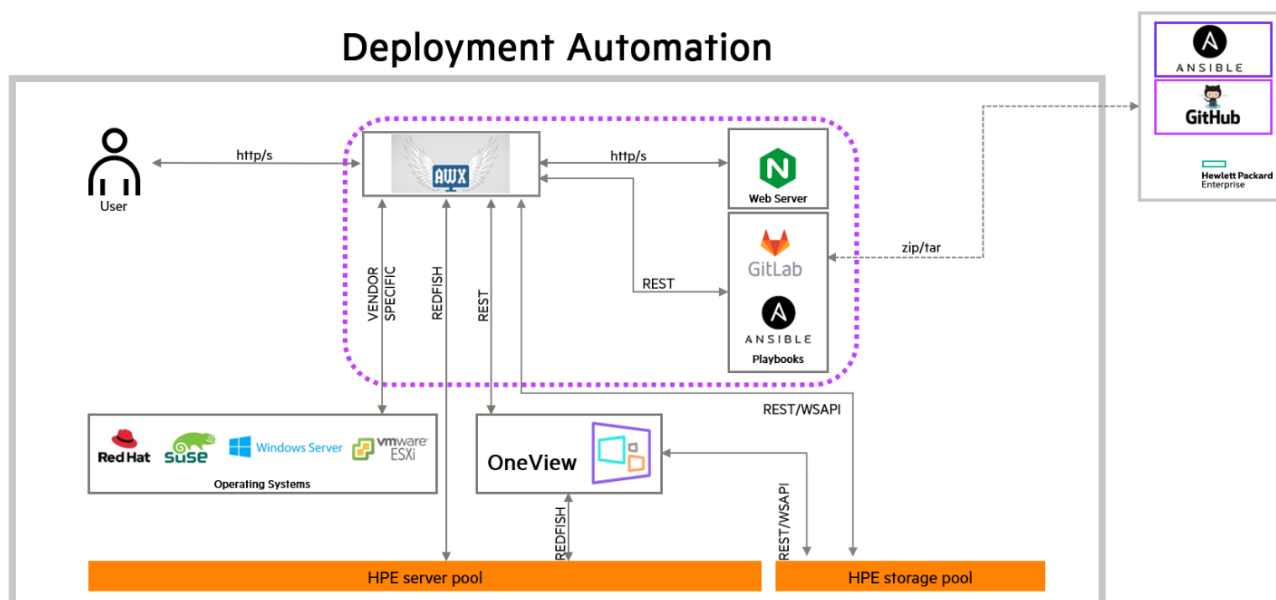 Deployment Automation
ANSIBLE
GitHub
Hewlett Packard
Enterprise
User
http/s
AWX
http/s
N
Web Server
GitLab
A
ANSIBLE
Playbooks
zip/tar
REST
VENDOR
SPECIFIC
REDFISH
REST
REST/WSAPI
Red Hat
SUSE
Windows Server
vmware
ESXi
Operating Systems
OneView
REDFISH
REST/WSAPI
HPE server pool
HPE storage pool